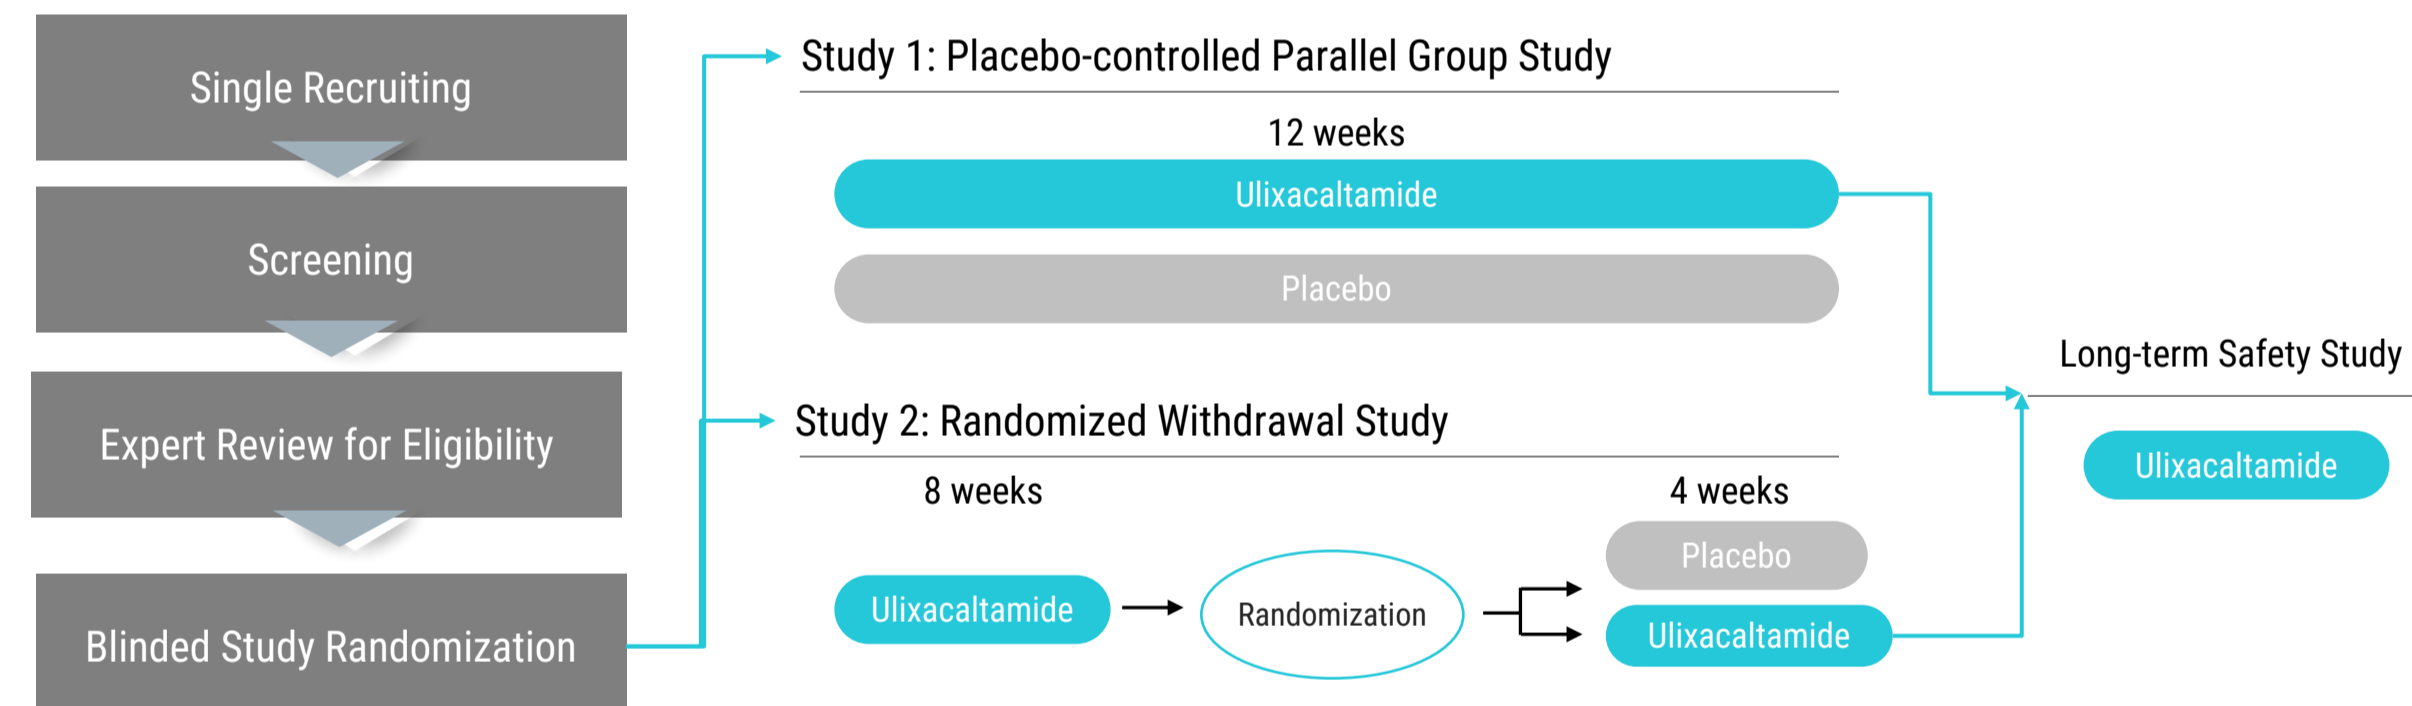 Single Recruiting
Screening
Expert Review for Eligibility
Blinded Study Randomization
Study 1: Placebo-controlled Parallel Group Study
12 weeks
Ulixacaltamide
Placebo
Study 2: Randomized Withdrawal Study
8 weeks
4 weeks
Ulixacaltamide
Randomization
Placebo
Ulixacaltamide
Long-term Safety Study
Ulixacaltamide